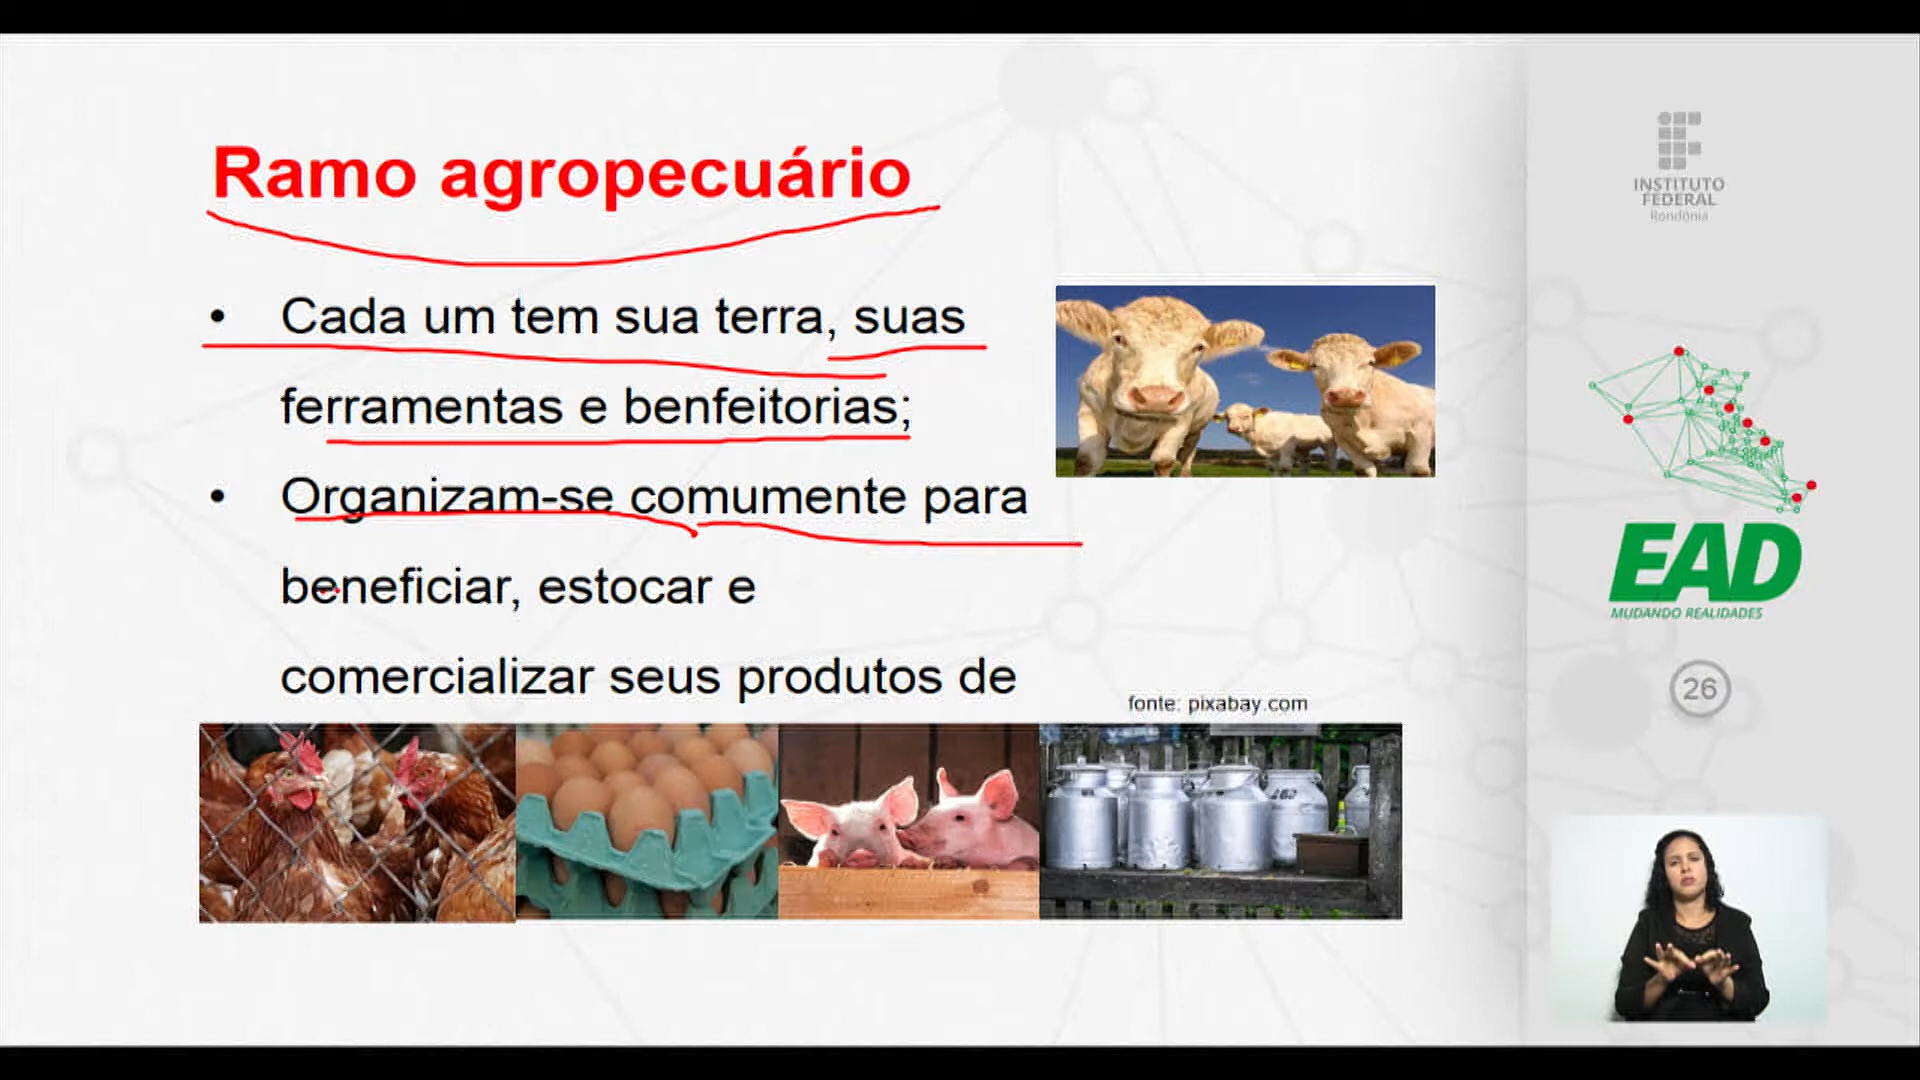 Ramo agropecuário
• Cada um tem sua terra, suas
ferramentas e benfeitorias;
• Organizam-se comumente para
beneficiar, estocar e
comercializar seus produtos de
fonte: pixabay.com
INSTITUTO
FEDERAL
Rondônia
EAD
MUDANDO REALIDADES
26